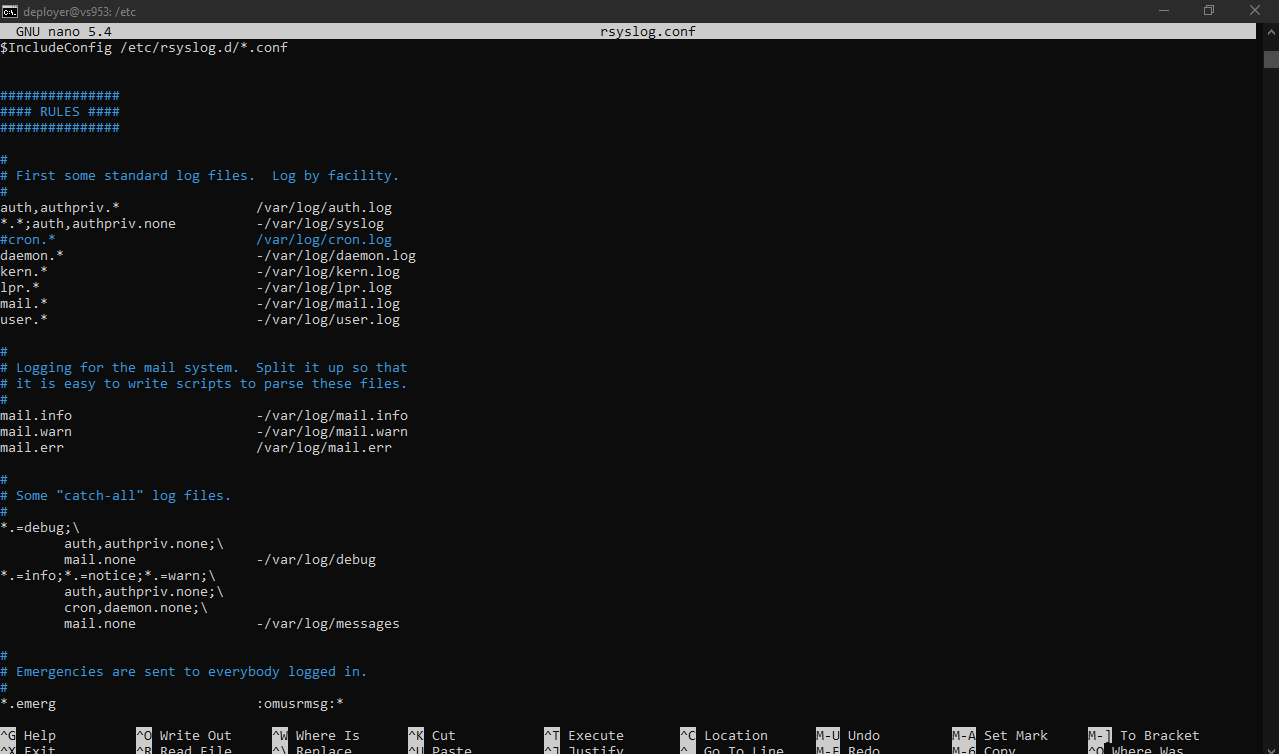 deployer@vs953: /etc
GNU nano 5.4 rsyslog.conf
$IncludeConfig /etc/rsyslog.d/*.conf
###############
#### RULES ####
###############
#
# First some standard log files.  Log by facility.
#
auth,authpriv.* /var/log/auth.log
*.*;auth,authpriv.none -/var/log/syslog
#cron.* /var/log/cron.log
daemon.* -/var/log/daemon.log
kern.* -/var/log/kern.log
lpr.* -/var/log/lpr.log
mail.* -/var/log/mail.log
user.* -/var/log/user.log
#
# Logging for the mail system.  Split it up so that
# it is easy to write scripts to parse these files.
#
mail.info -/var/log/mail.info
mail.warn -/var/log/mail.warn
mail.err /var/log/mail.err
#
# Some "catch-all" log files.
#
*.=debug;\
auth,authpriv.none;\
mail.none -/var/log/debug
*.=info;*.=notice;*.=warn;\
auth,authpriv.none;\
cron,daemon.none;\
mail.none -/var/log/messages
#
# Emergencies are sent to everybody logged in.
#
*.emerg :omusrmsg:*
^G Help ^O Write Out ^W Where Is ^K Cut ^T Execute ^C Location M-U Undo M-A Set Mark M-] To Bracket
^X Exit ^R Read File ^\ Replace ^U Paste ^J Justify ^_ Go To Line M-E Redo M-6 Copy ^Q Where Was